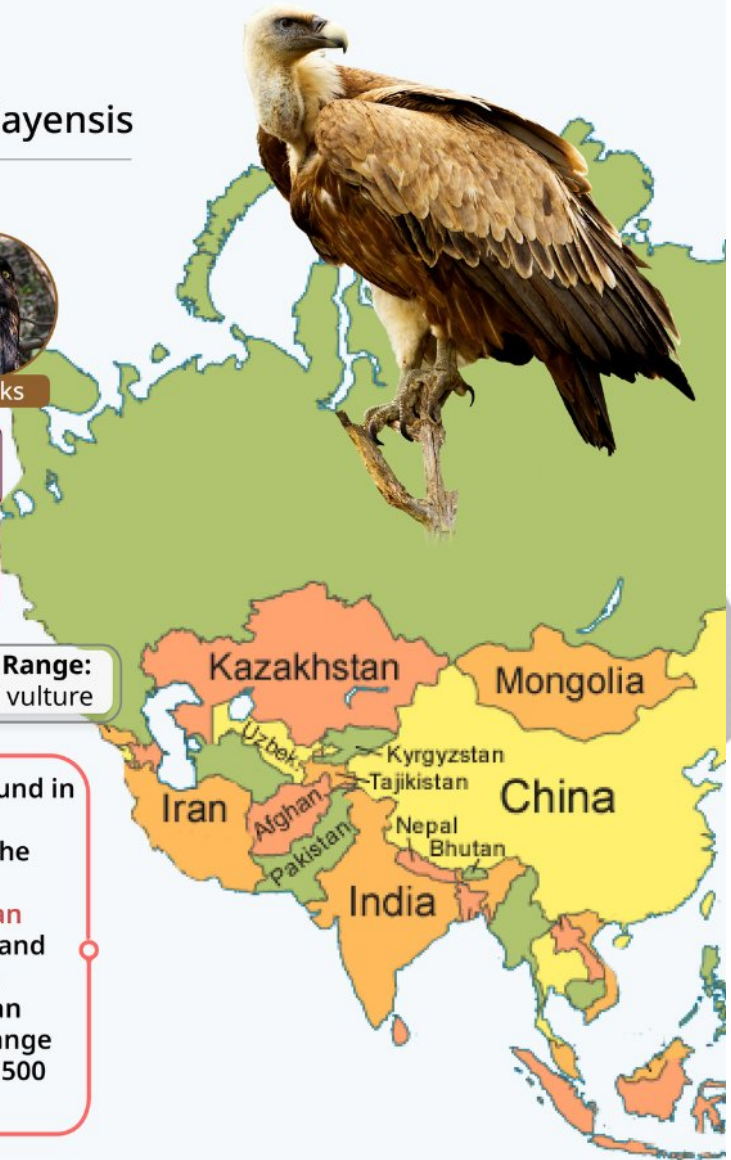 ayensis
ks
Range:
vulture
und in
he
an
and
an
ange
500
Kazakhstan
Mongolia
Uzbek.
Kyrgyzstan
Tajikistan
China
Iran
Afghan
Pakistan
Nepal
Bhutan
India